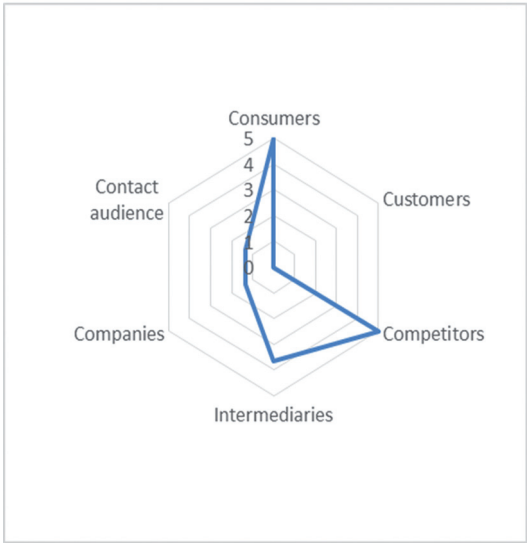 Consumers
5
4
3
2
1
0
Contact
audience
Customers
Companies
Competitors
Intermediaries